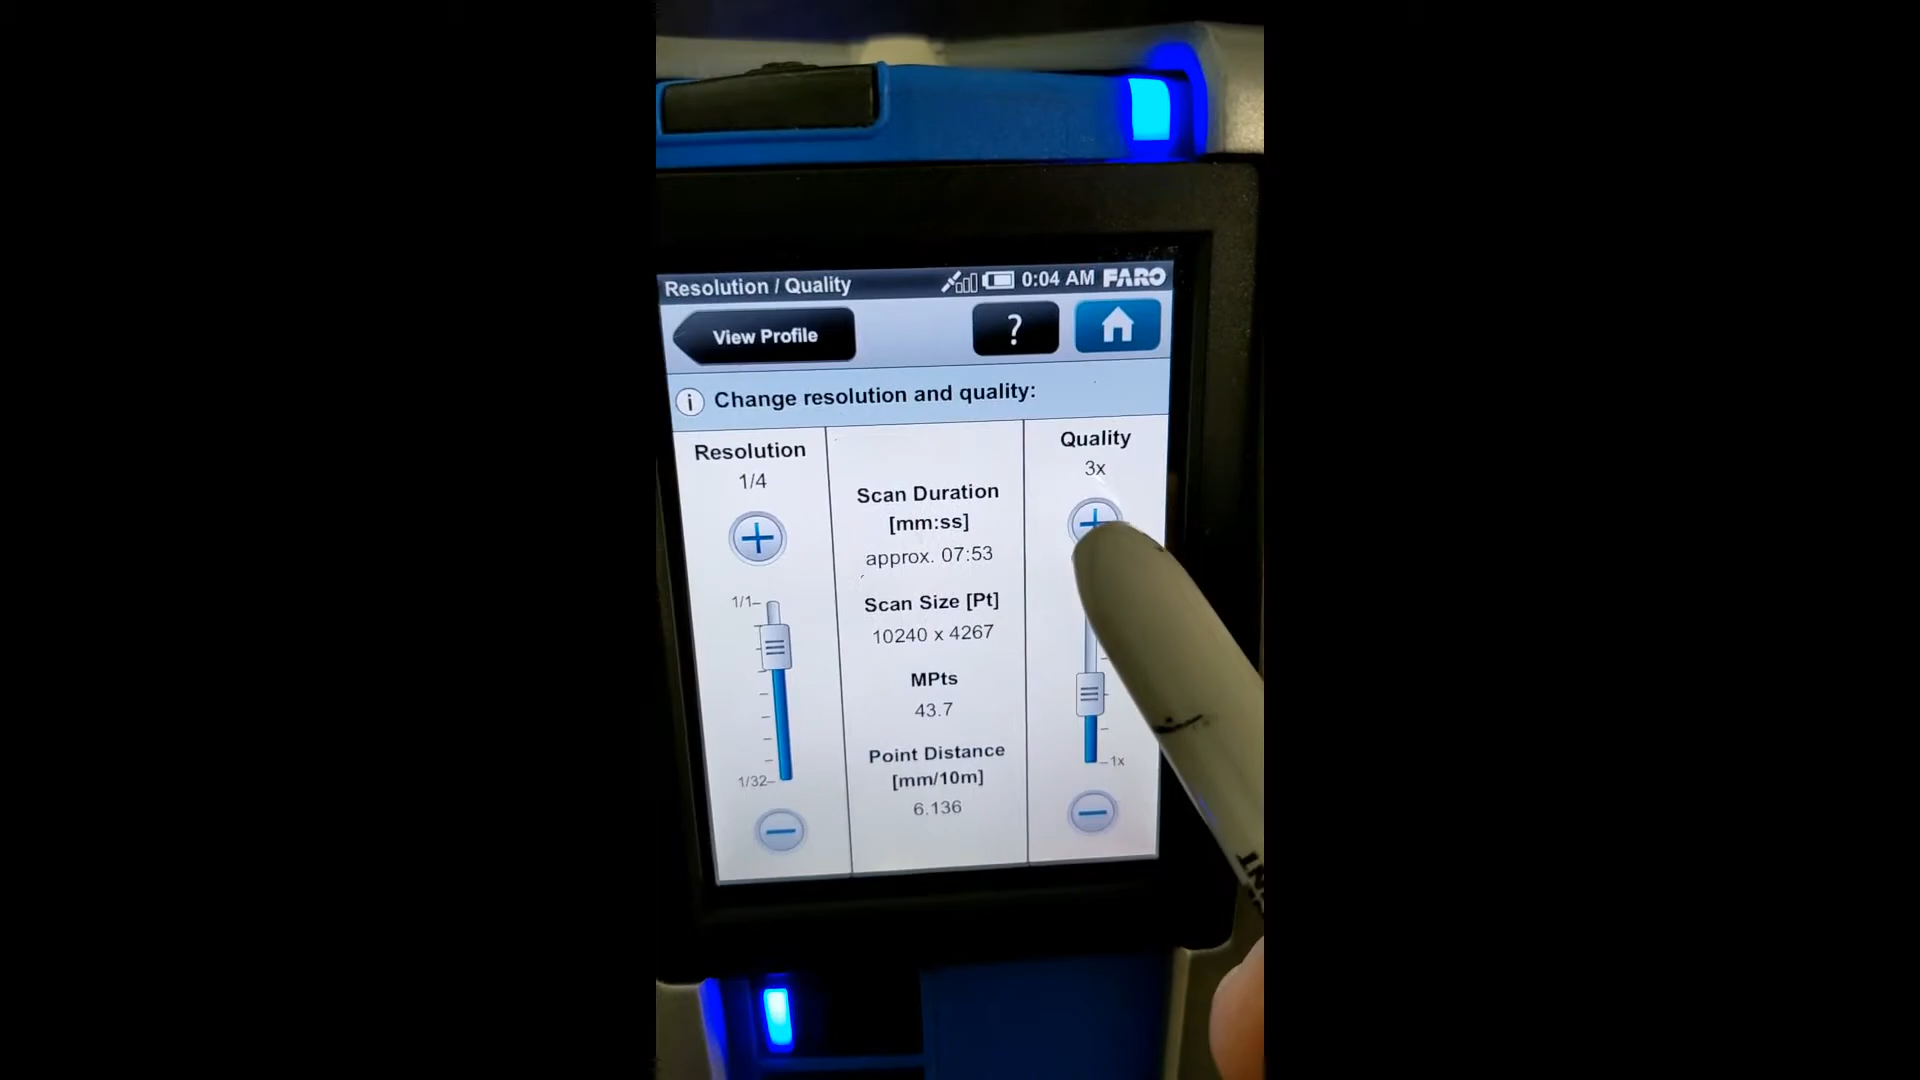 Resolution / Quality
0:04 AM FARO
View Profile
?
i Change resolution and quality:
Resolution
1/4
1/1
1/32
Scan Duration
[mm:ss]
approx. 07:53
Scan Size [Pt]
10240 x 4267
MPts
43.7
Point Distance
[mm/10m]
6.136
Quality
3x
1x